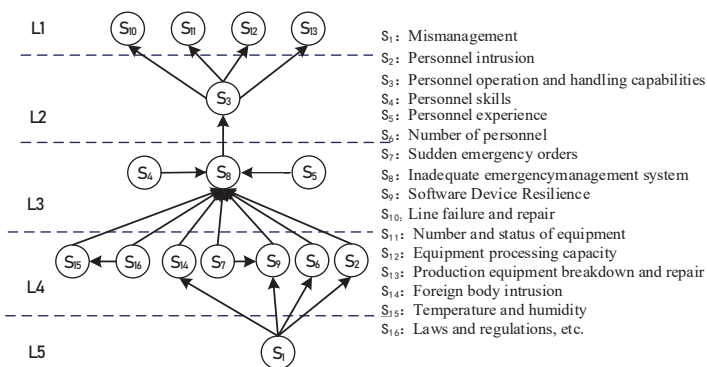 L1
S₁₀ S₁₁ S₁₂ S₁₃
L2
S₃
L3
S₄ S₈ S₅
L4
S₁₅ S₁₆ S₁₄ S₇ S₉ S₆ S₂
L5
S₁
S₁: Mismanagement
S₂: Personnel intrusion
S₃: Personnel operation and handling capabilities
S₄: Personnel skills
S₅: Personnel experience
S₆: Number of personnel
S₇: Sudden emergency orders
S₈: Inadequate emergencymanagement system
S₉: Software Device Resilience
S₁₀: Line failure and repair
S₁₁: Number and status of equipment
S₁₂: Equipment processing capacity
S₁₃: Production equipment breakdown and repair
S₁₄: Foreign body intrusion
S₁₅: Temperature and humidity
S₁₆: Laws and regulations, etc.